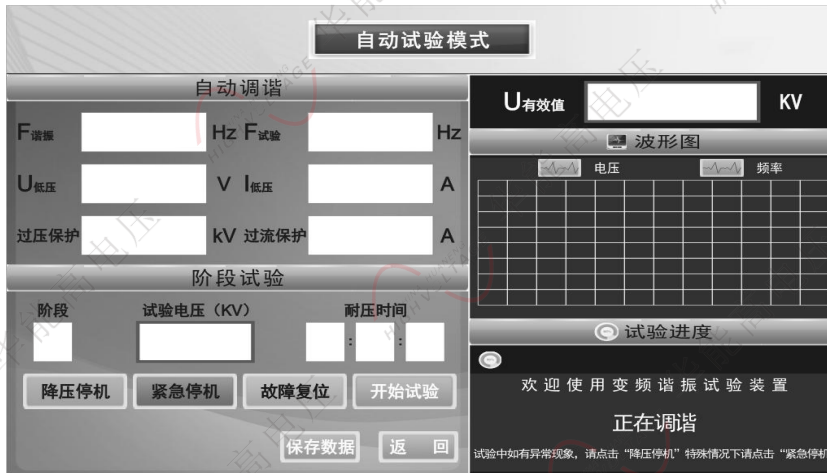 自动试验模式
自动调谐
F谐振 Hz F试验 Hz
U低压 V I低压 A
过压保护 kV 过流保护 A
阶段试验
阶段 试验电压（KV） 耐压时间
: :
降压停机 紧急停机 故障复位 开始试验
保存数据 返 回
U有效值 KV
波形图
电压 频率
试验进度
欢迎使用变频谐振试验装置
正在调谐
试验中如有异常现象，请点击“降压停机”特殊情况下请点击“紧急停机